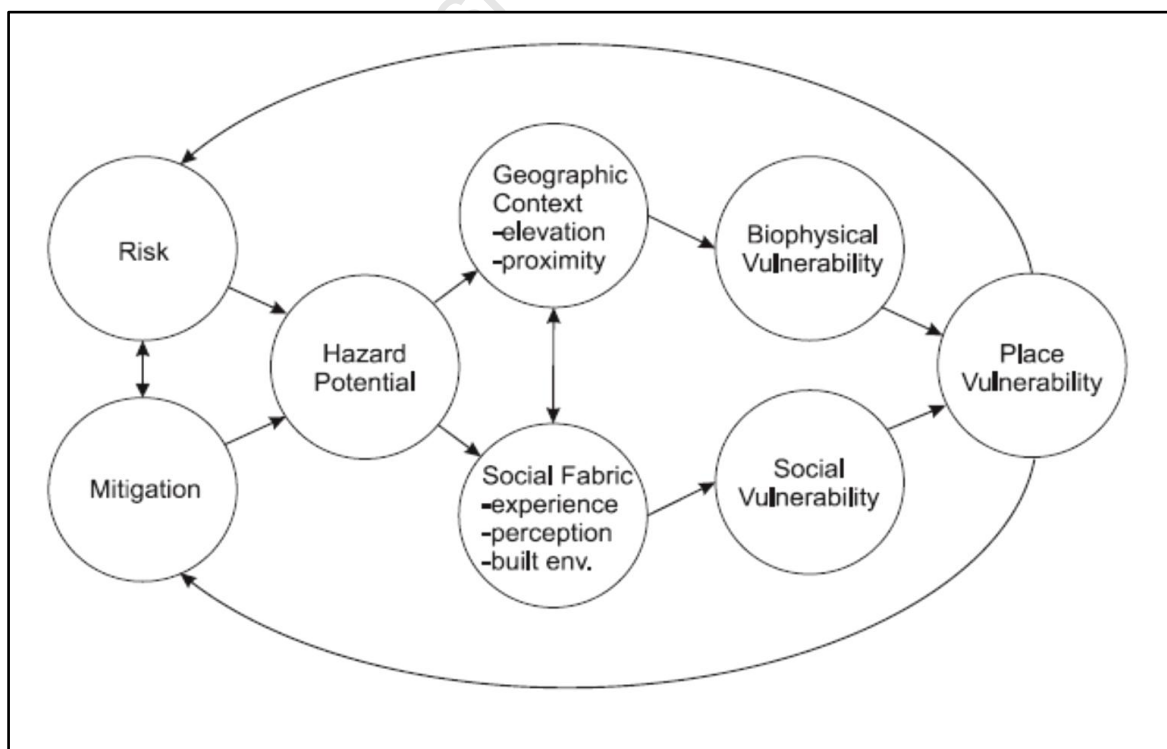 Risk
Mitigation
Hazard
Potential
Geographic
Context
-elevation
-proximity
Social Fabric
-experience
-perception
-built env.
Biophysical
Vulnerability
Social
Vulnerability
Place
Vulnerability